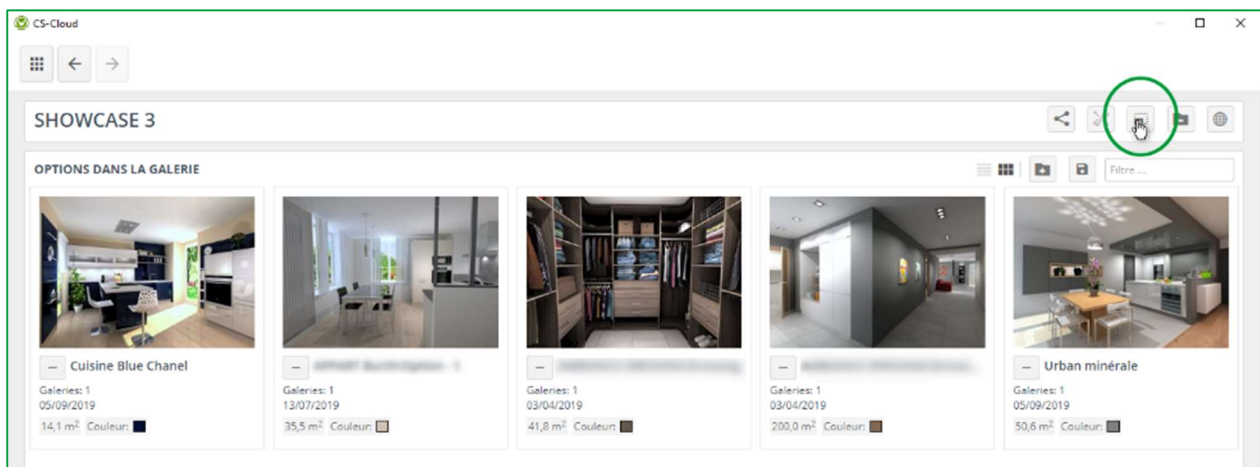 CS-Cloud
SHOWCASE 3
OPTIONS DANS LA GALERIE
Filtre ...
Cuisine Blue Chanel
Galeries: 1
05/09/2019
14,1 m² Couleur:
Galeries: 1
13/07/2019
35,5 m² Couleur:
Galeries: 1
03/04/2019
41,8 m² Couleur:
Galeries: 1
03/04/2019
200,0 m² Couleur:
Urban minérale
Galeries: 1
05/09/2019
50,6 m² Couleur: